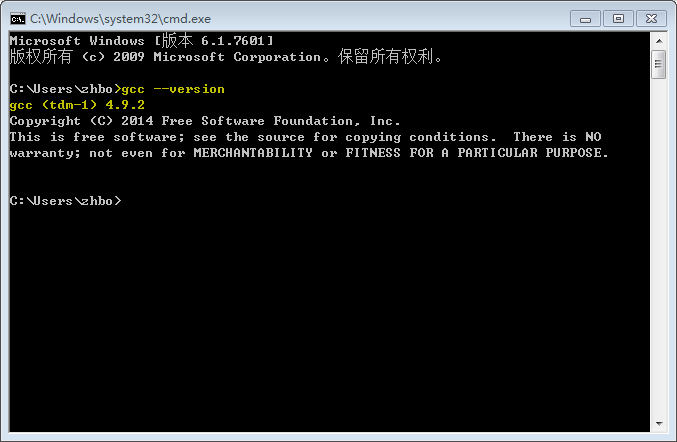 C:\Windows\system32\cmd.exe
Microsoft Windows [版本 6.1.7601]
版权所有 (c) 2009 Microsoft Corporation。保留所有权利。
C:\Users\zhbo>gcc --version
gcc (tdm-1) 4.9.2
Copyright (C) 2014 Free Software Foundation, Inc.
This is free software; see the source for copying conditions.  There is NO
warranty; not even for MERCHANTABILITY or FITNESS FOR A PARTICULAR PURPOSE.
C:\Users\zhbo>